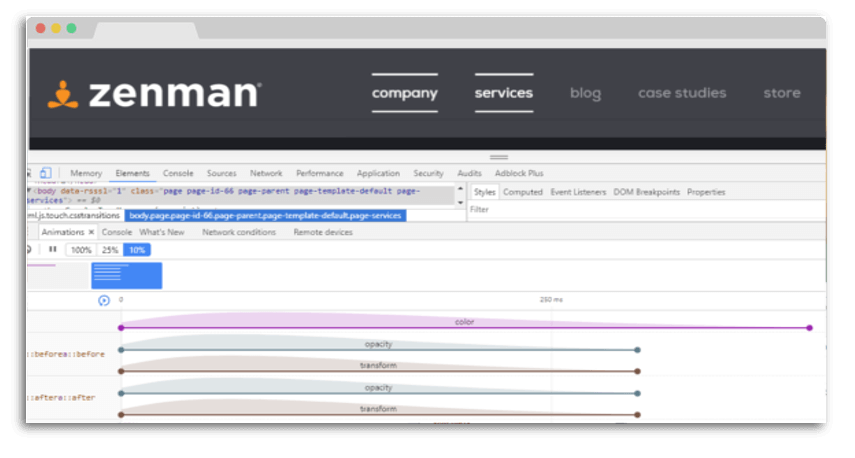 zenman®
company services blog case studies store
Memory Elements Console Sources Network Performance Application Security Audits Adblock Plus
<body data-rsssl="1" class="page page-id-66 page-parent page-template-default page-
services"> == $0
Styles Computed Event Listeners DOM Breakpoints Properties
ml.js.touch.csstransitions body.page.page-id-66.page-parent.page-template-default.page-services
Filter
Animations × Console What's New Network conditions Remote devices
100% 25% 10%
0 250 ms
color
opacity
::beforea::before
transform
opacity
::aftera::after
transform